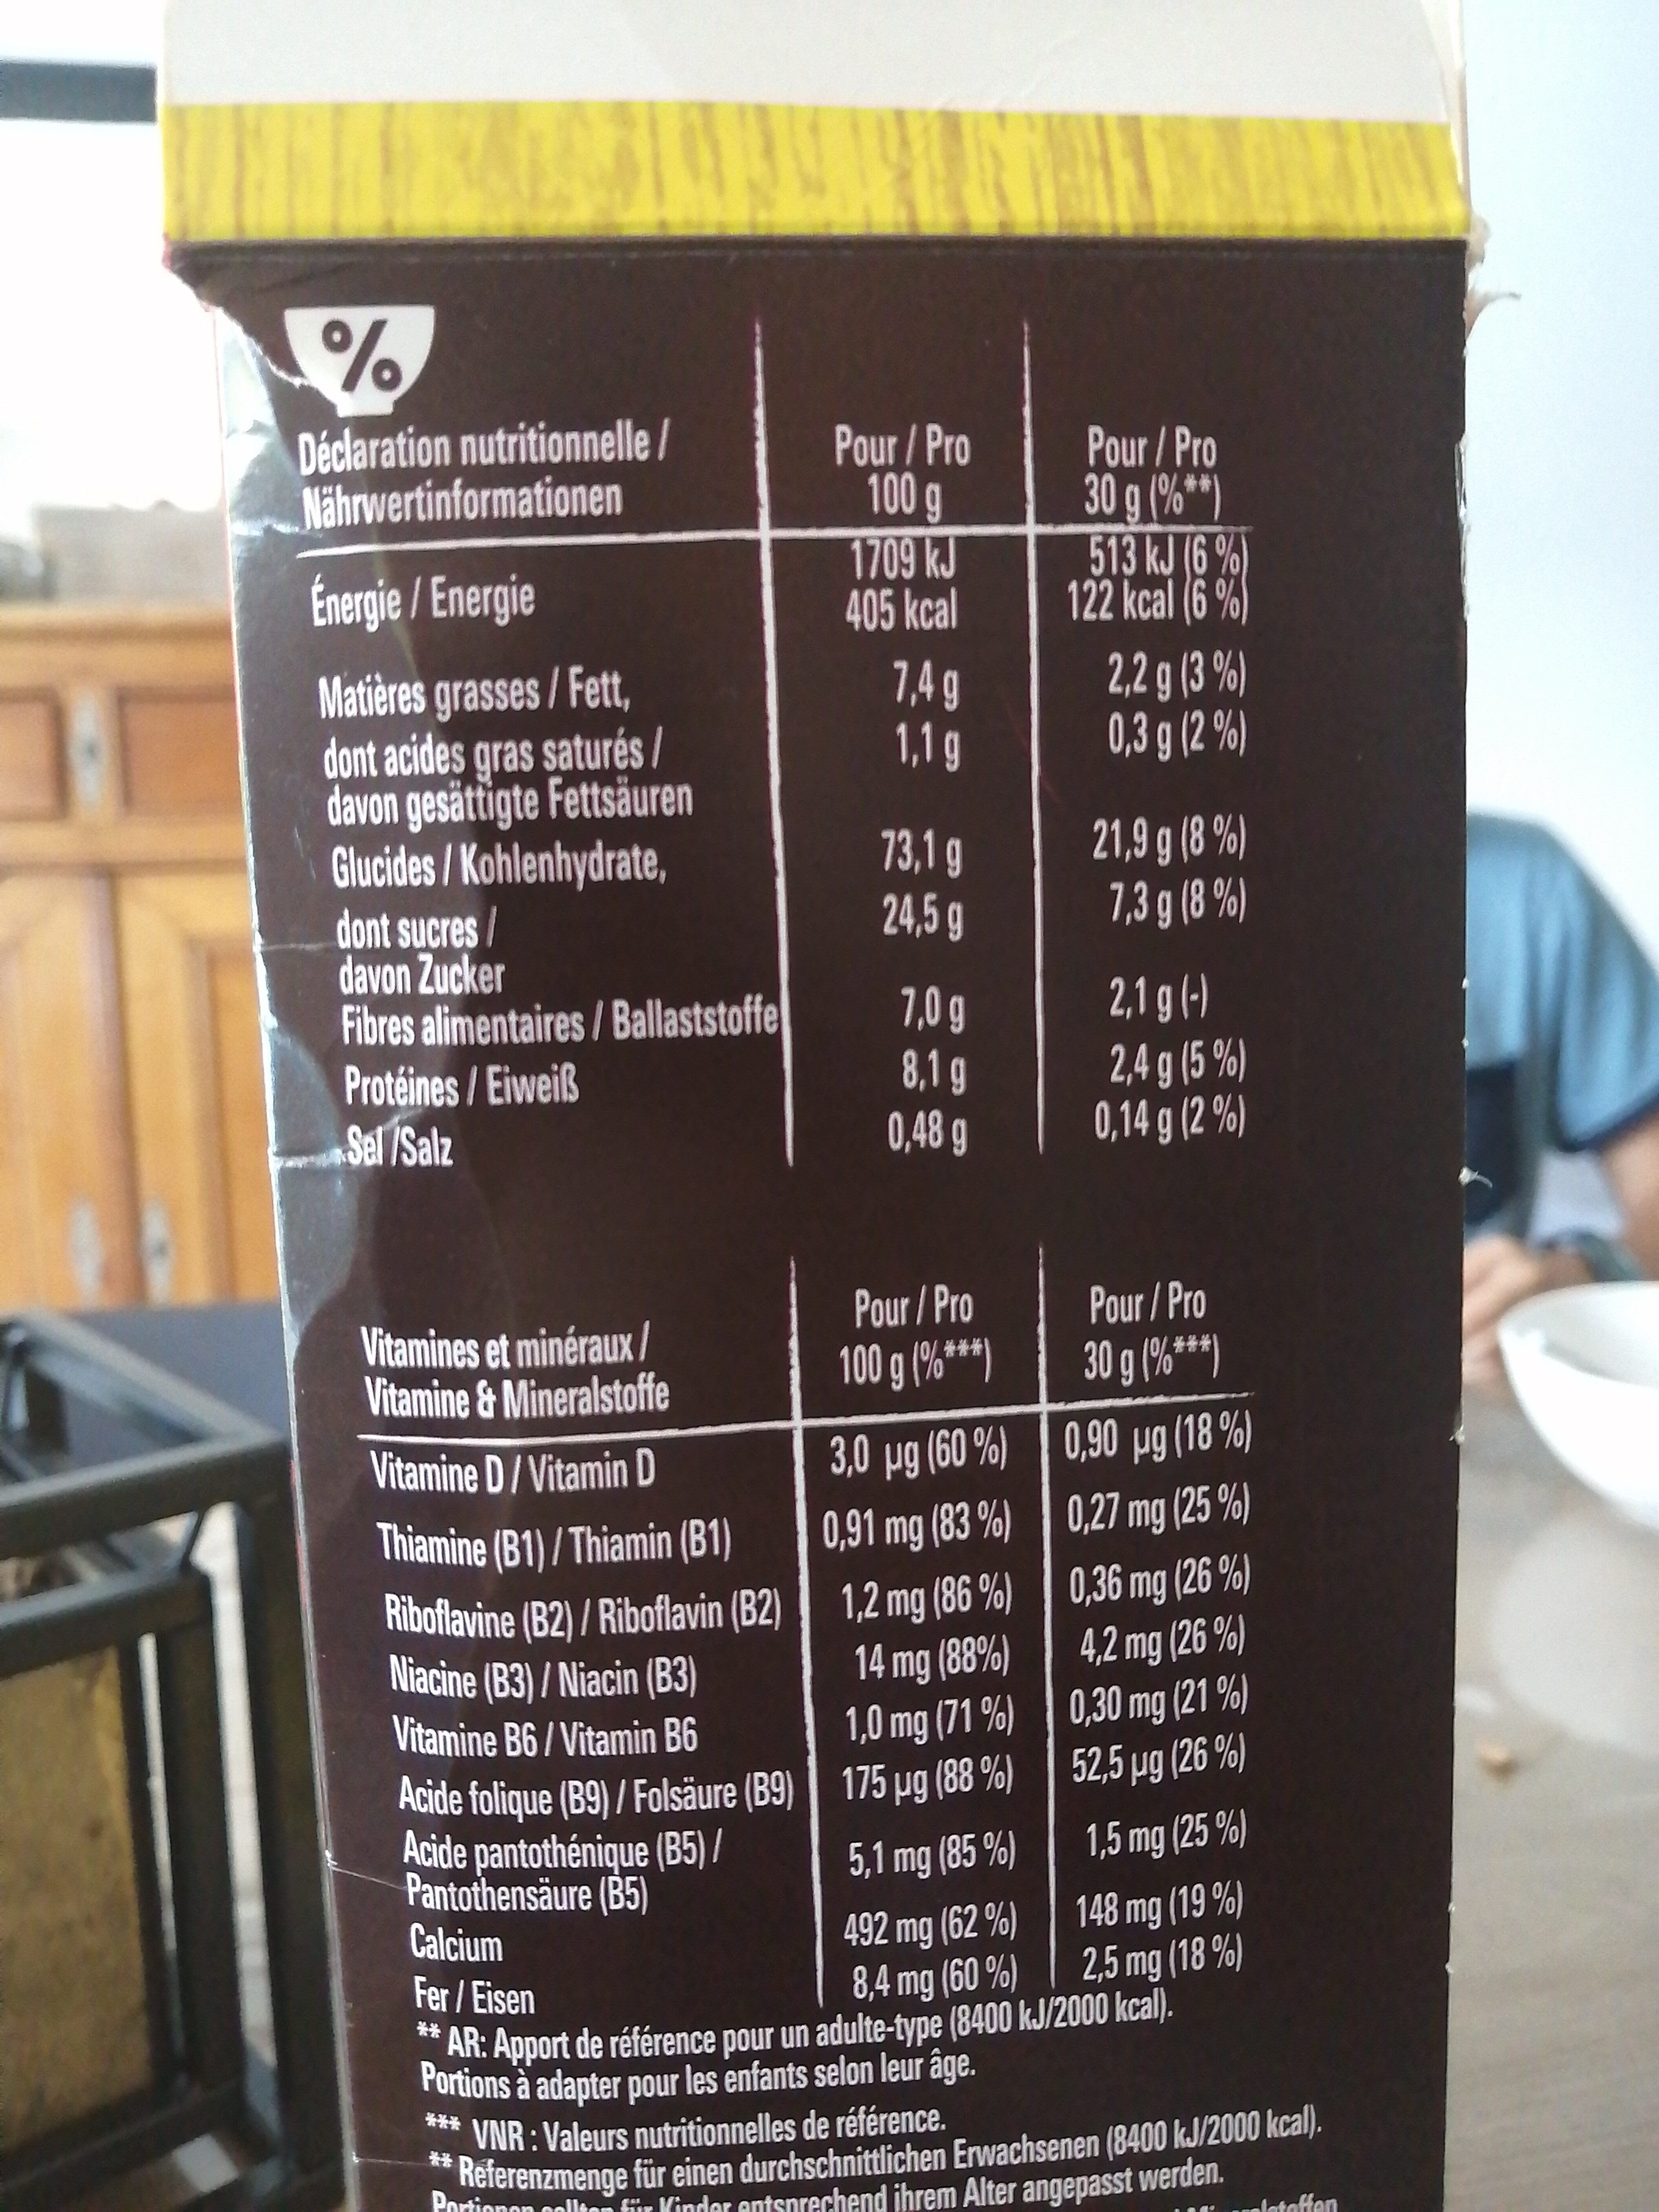 %
Déclaration nutritionnelle / Pour / Pro Pour / Pro
Nährwertinformationen 100 g 30 g (%**)
1709 kJ 513 kJ (6 %)
Énergie / Energie 405 kcal 122 kcal (6 %)
Matières grasses / Fett, 7,4 g 2,2 g (3 %)
dont acides gras saturés / 1,1 g 0,3 g (2 %)
davon gesättigte Fettsäuren
Glucides / Kohlenhydrate, 73,1 g 21,9 g (8 %)
dont sucres / 24,5 g 7,3 g (8 %)
davon Zucker
Fibres alimentaires / Ballaststoffe 7,0 g 2,1 g (-)
Protéines / Eiweiß 8,1 g 2,4 g (5 %)
Sel /Salz 0,48 g 0,14 g (2 %)
Vitamines et minéraux / Pour / Pro Pour / Pro
Vitamine & Mineralstoffe 100 g (%***) 30 g (%***)
Vitamine D / Vitamin D 3,0 µg (60 %) 0,90 µg (18 %)
Thiamine (B1) / Thiamin (B1) 0,91 mg (83 %) 0,27 mg (25 %)
Riboflavine (B2) / Riboflavin (B2) 1,2 mg (86 %) 0,36 mg (26 %)
Niacine (B3) / Niacin (B3) 14 mg (88%) 4,2 mg (26 %)
Vitamine B6 / Vitamin B6 1,0 mg (71 %) 0,30 mg (21 %)
Acide folique (B9) / Folsäure (B9) 175 µg (88 %) 52,5 µg (26 %)
Acide pantothénique (B5) / 5,1 mg (85 %) 1,5 mg (25 %)
Pantothensäure (B5)
Calcium 492 mg (62 %) 148 mg (19 %)
Fer / Eisen 8,4 mg (60 %) 2,5 mg (18 %)
** AR: Apport de référence pour un adulte-type (8400 kJ/2000 kcal).
Portions à adapter pour les enfants selon leur âge.
*** VNR : Valeurs nutritionnelles de référence.
** Referenzmenge für einen durchschnittlichen Erwachsenen (8400 kJ/2000 kcal).
Portionen sollten für Kinder entsprechend ihrem Alter angepasst werden.